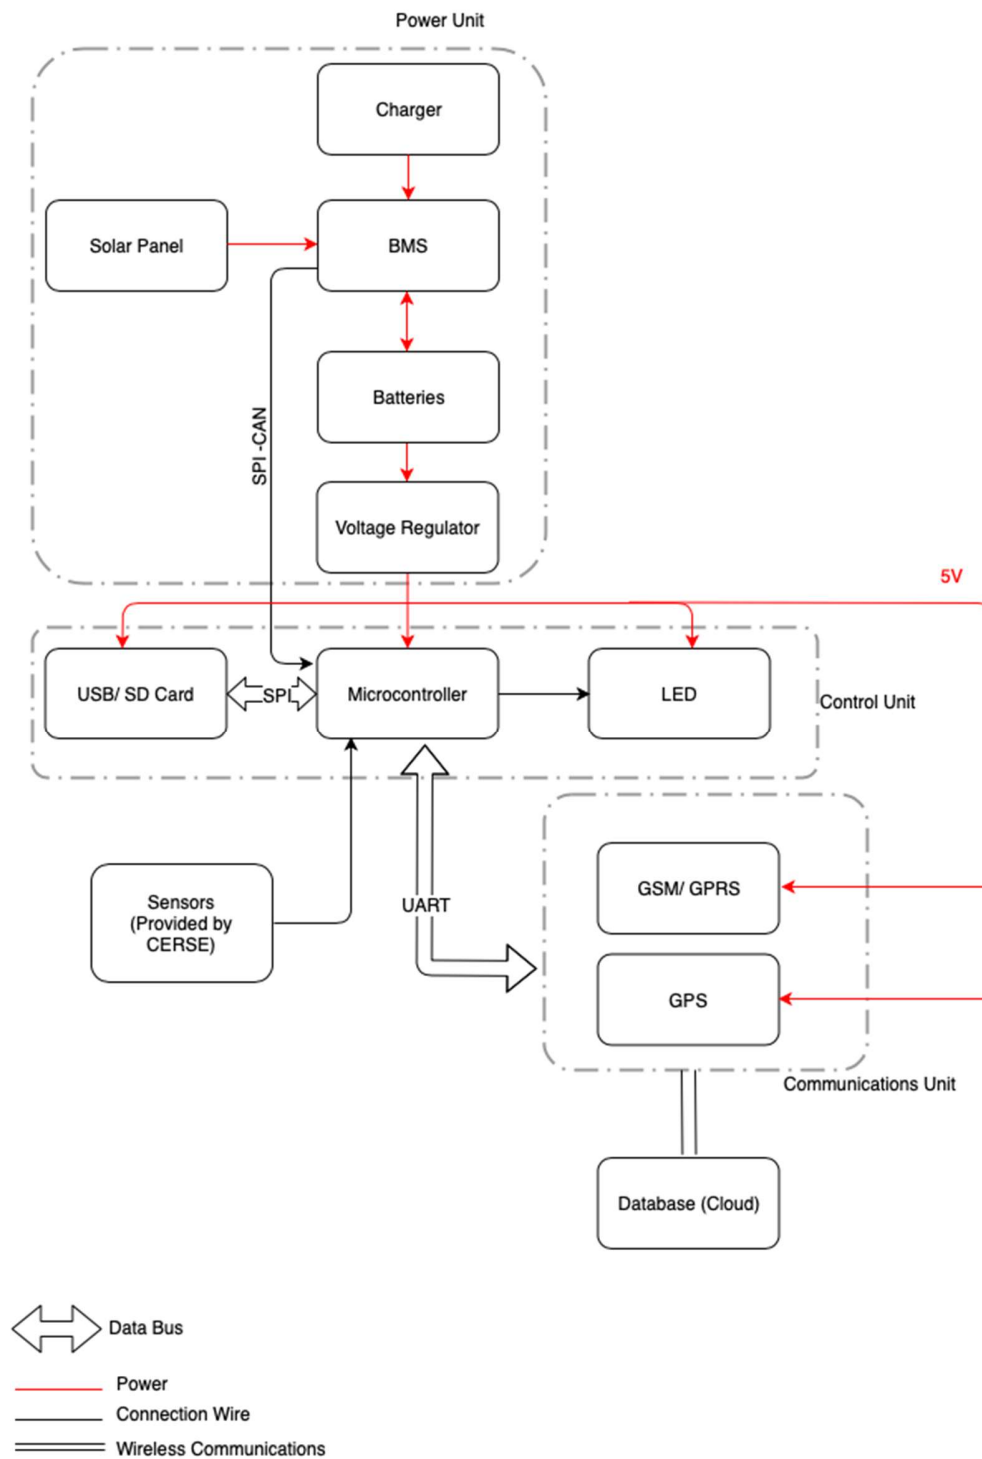 Power Unit
Charger
Solar Panel
BMS
Batteries
SPI -CAN
Voltage Regulator
5V
USB/ SD Card
SPI
Microcontroller
LED
Control Unit
Sensors
(Provided by
CERSE)
UART
GSM/ GPRS
GPS
Communications Unit
Database (Cloud)
Data Bus
Power
Connection Wire
Wireless Communications